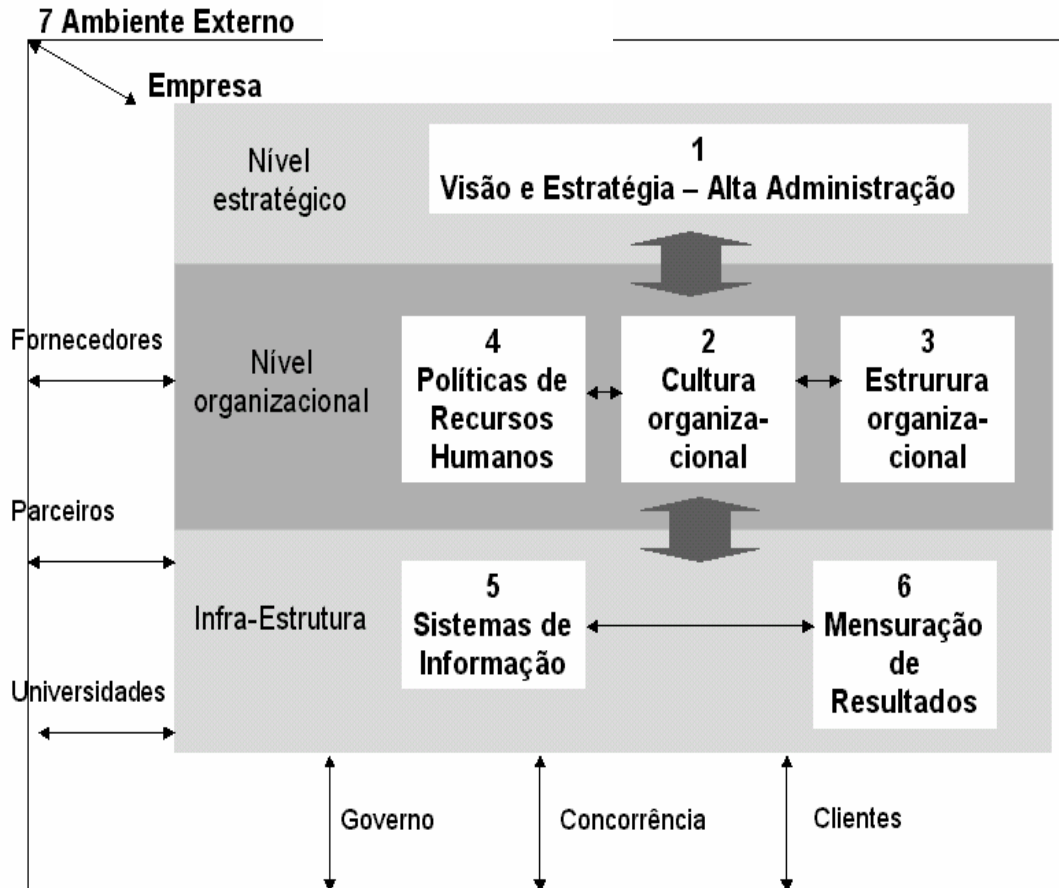 7 Ambiente Externo
Empresa
Nível
estratégico
1
Visão e Estratégia – Alta Administração
Fornecedores
Nível
organizacional
4
Políticas de
Recursos
Humanos
2
Cultura
organiza-
cional
3
Estrurura
organiza-
cional
Parceiros
Infra-Estrutura
5
Sistemas de
Informação
6
Mensuração
de
Resultados
Universidades
Governo
Concorrência
Clientes